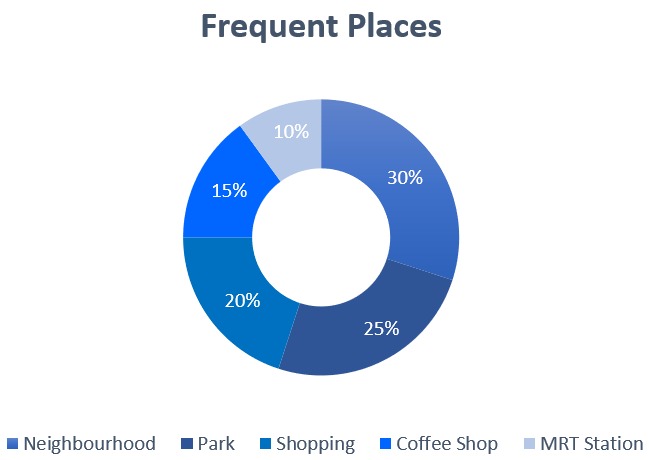 Frequent Places
10%
30%
15%
20%
25%
Neighbourhood Park Shopping Coffee Shop MRT Station